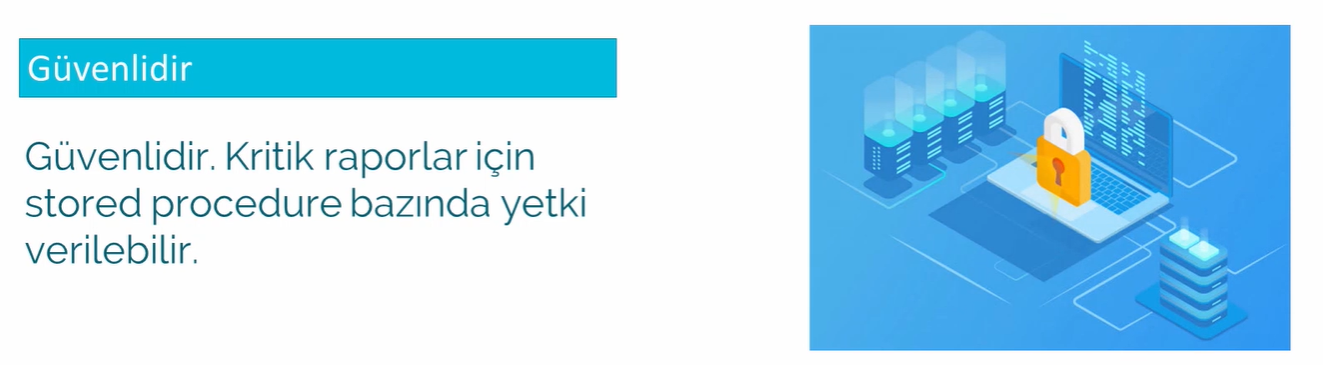 Güvenlidir
Güvenlidir. Kritik raporlar için
stored procedure bazında yetki
verilebilir.